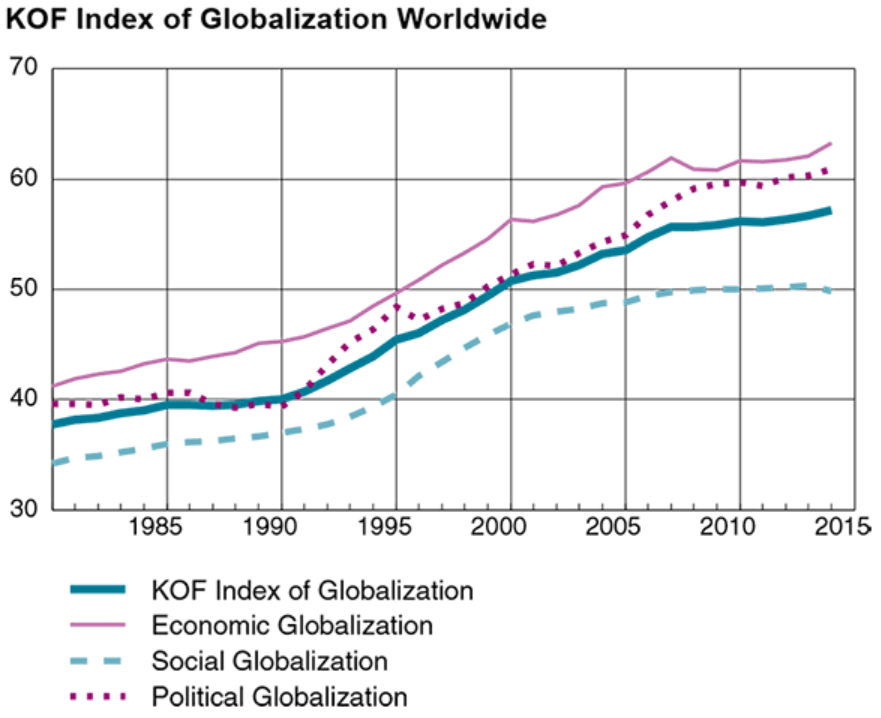 KOF Index of Globalization Worldwide
70
60
50
40
30
1985 1990 1995 2000 2005 2010 2015
KOF Index of Globalization
Economic Globalization
Social Globalization
Political Globalization